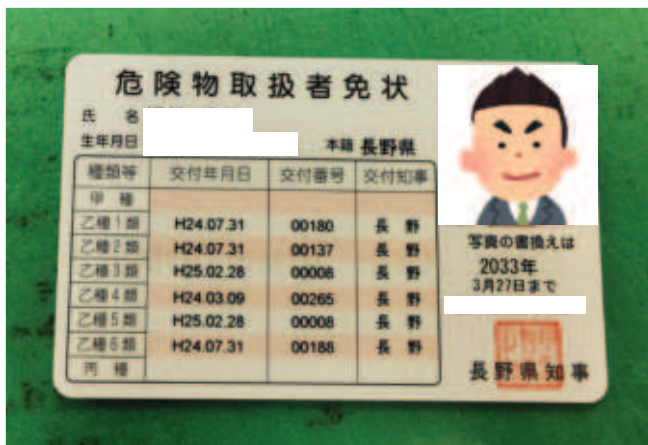 危険物取扱者免状
氏 名
生年月日
本籍 長野県
種類等 交付年月日 交付番号 交付知事
甲 種
乙種1類 H24.07.31 00180 長 野
乙種2類 H24.07.31 00137 長 野
乙種3類 H25.02.28 00008 長 野
乙種4類 H24.03.09 00265 長 野
乙種5類 H25.02.28 00008 長 野
乙種6類 H24.07.31 00188 長 野
丙 種
写真の書換えは
2033年
3月27日まで
長野県知事